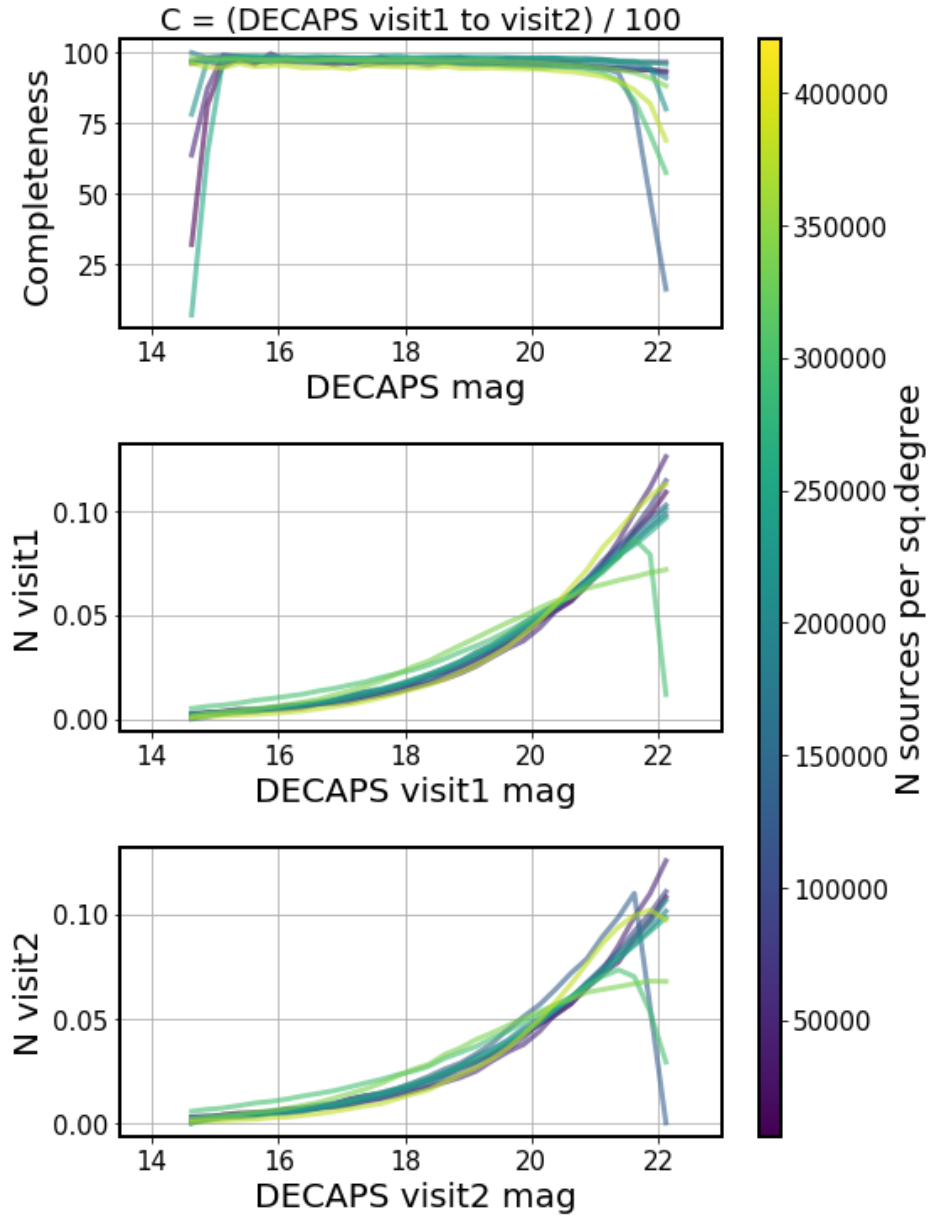 C = (DECAPS visit1 to visit2) / 100
Completeness
100
75
50
25
14 16 18 20 22
DECAPS mag
N visit1
0.10
0.05
0.00
14 16 18 20 22
DECAPS visit1 mag
N visit2
0.10
0.05
0.00
14 16 18 20 22
DECAPS visit2 mag
400000
350000
300000
250000
200000
150000
100000
50000
N sources per sq.degree